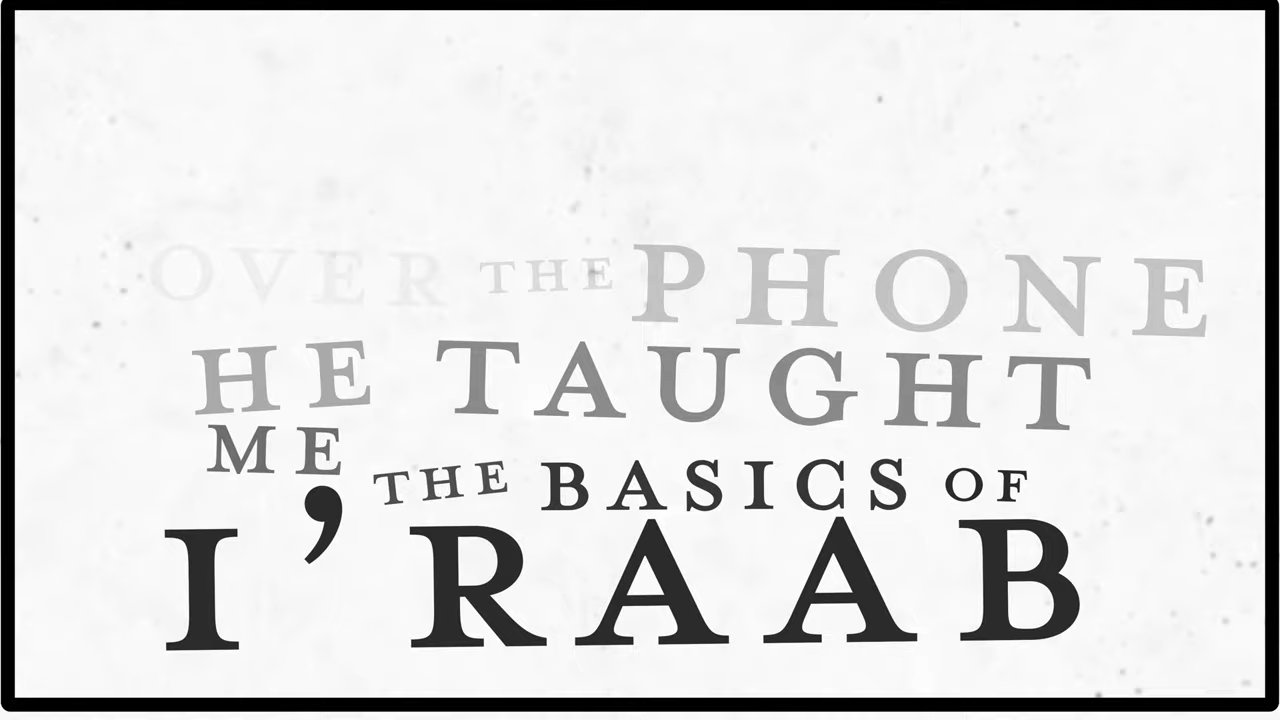 OVER THE PHONE
HE TAUGHT
ME THE BASICS OF
I'RAAB